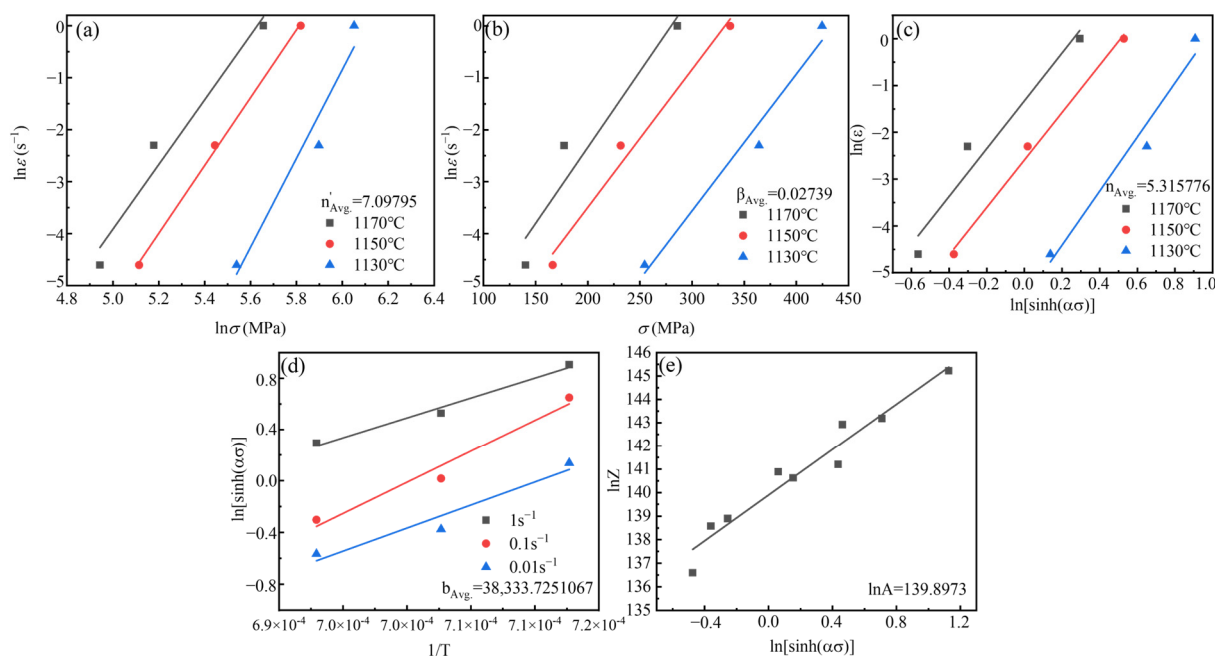 (a)
0
−1
−2
−3
−4
−5
ln ε (s⁻¹)
n'Avg.=7.09795
1170℃
1150℃
1130℃
4.8 5.0 5.2 5.4 5.6 5.8 6.0 6.2 6.4
ln σ (MPa)
(b)
0
−1
−2
−3
−4
−5
ln ε (s⁻¹)
βAvg.=0.02739
1170℃
1150℃
1130℃
100 150 200 250 300 350 400 450
σ (MPa)
(c)
0
−1
−2
−3
−4
−5
ln(ε)
nAvg.=5.315776
1170℃
1150℃
1130℃
−0.6 −0.4 −0.2 0.0 0.2 0.4 0.6 0.8 1.0
ln[sinh(ασ)]
(d)
0.8
0.4
0.0
−0.4
−0.8
ln[sinh(ασ)]
1s⁻¹
0.1s⁻¹
0.01s⁻¹
bAvg.=38,333.7251067
6.9×10⁻⁴ 7.0×10⁻⁴ 7.0×10⁻⁴ 7.1×10⁻⁴ 7.1×10⁻⁴ 7.2×10⁻⁴
1/T
(e)
146
145
144
143
142
141
140
139
138
137
136
135
lnZ
lnA=139.8973
−0.4 0.0 0.4 0.8 1.2
ln[sinh(ασ)]